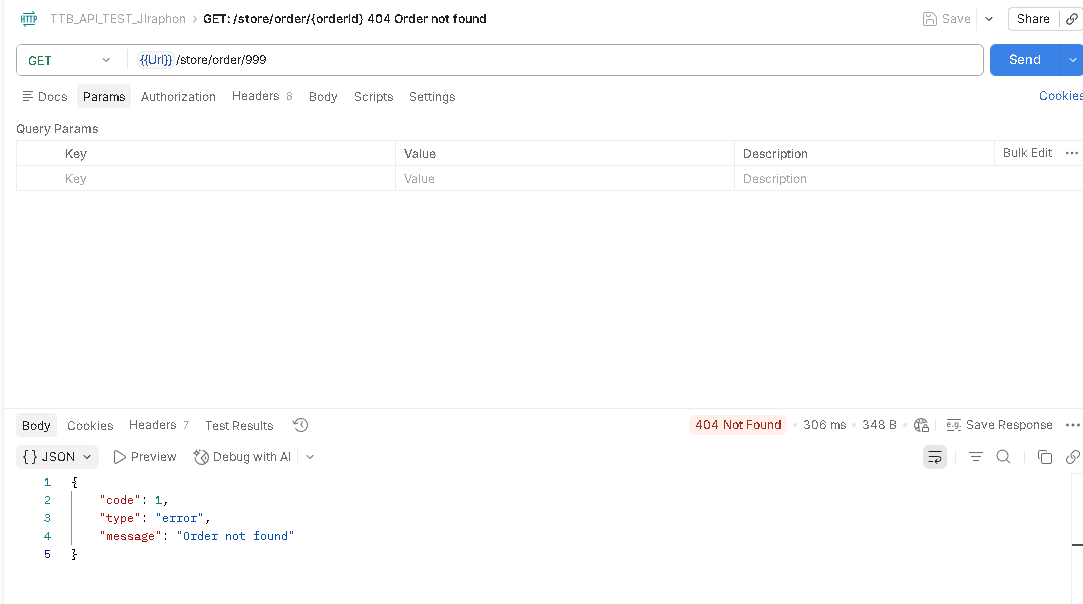 HTTP TTB_API_TEST_JIraphon > GET: /store/order/{orderId} 404 Order not found Save Share
GET {{Url}} /store/order/999 Send
Docs Params Authorization Headers 8 Body Scripts Settings Cookies
Query Params
Key Value Description Bulk Edit ...
Key Value Description
Body Cookies Headers 7 Test Results 404 Not Found • 306 ms • 348 B • e.g. Save Response ...
{ } JSON Preview Debug with AI
1 {
2 "code": 1,
3 "type": "error",
4 "message": "Order not found"
5 }